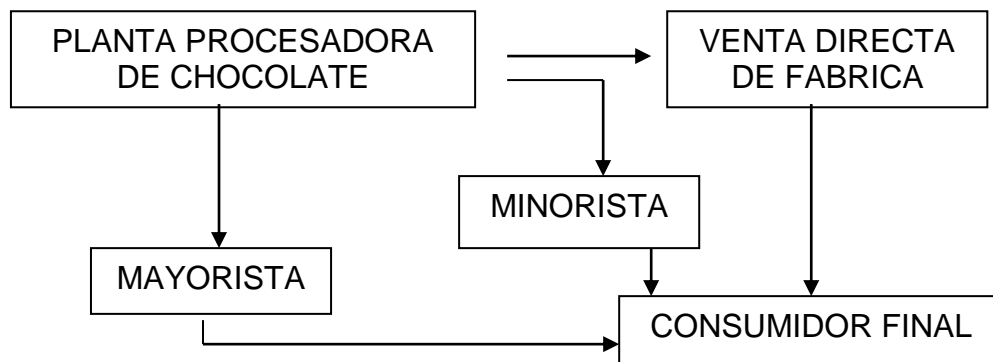 PLANTA PROCESADORA
DE CHOCOLATE
VENTA DIRECTA
DE FABRICA
MINORISTA
MAYORISTA
CONSUMIDOR FINAL